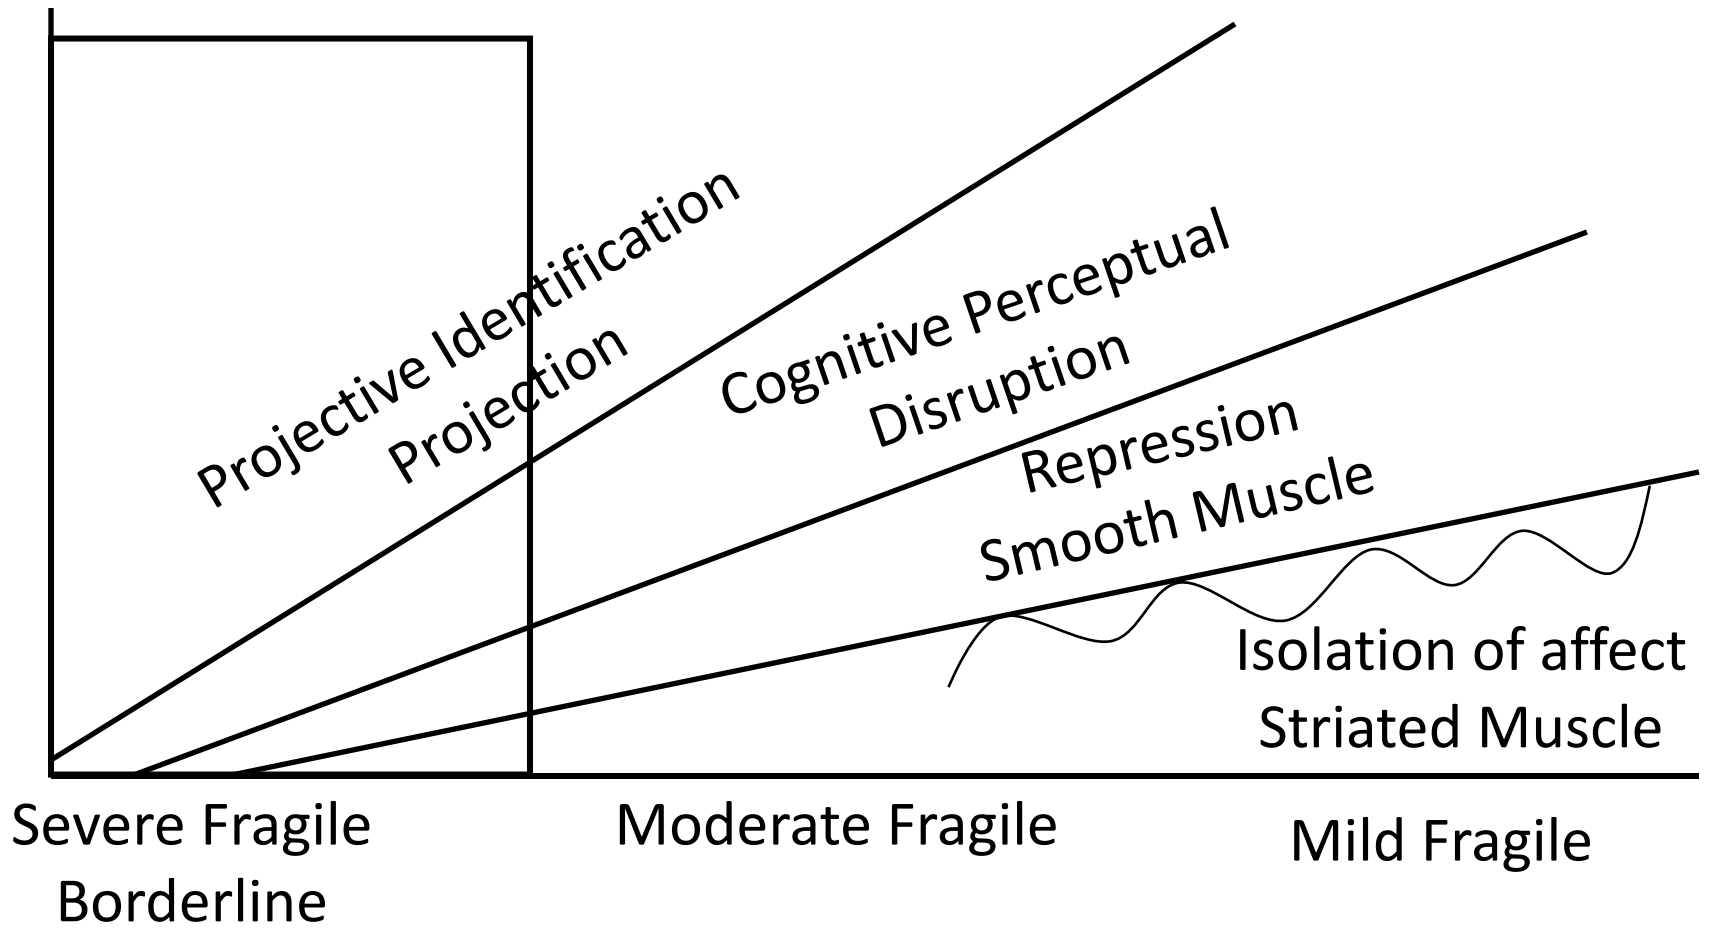 Projective Identification
Projection
Cognitive Perceptual
Disruption
Repression
Smooth Muscle
Isolation of affect
Striated Muscle
Severe Fragile
Borderline
Moderate Fragile
Mild Fragile